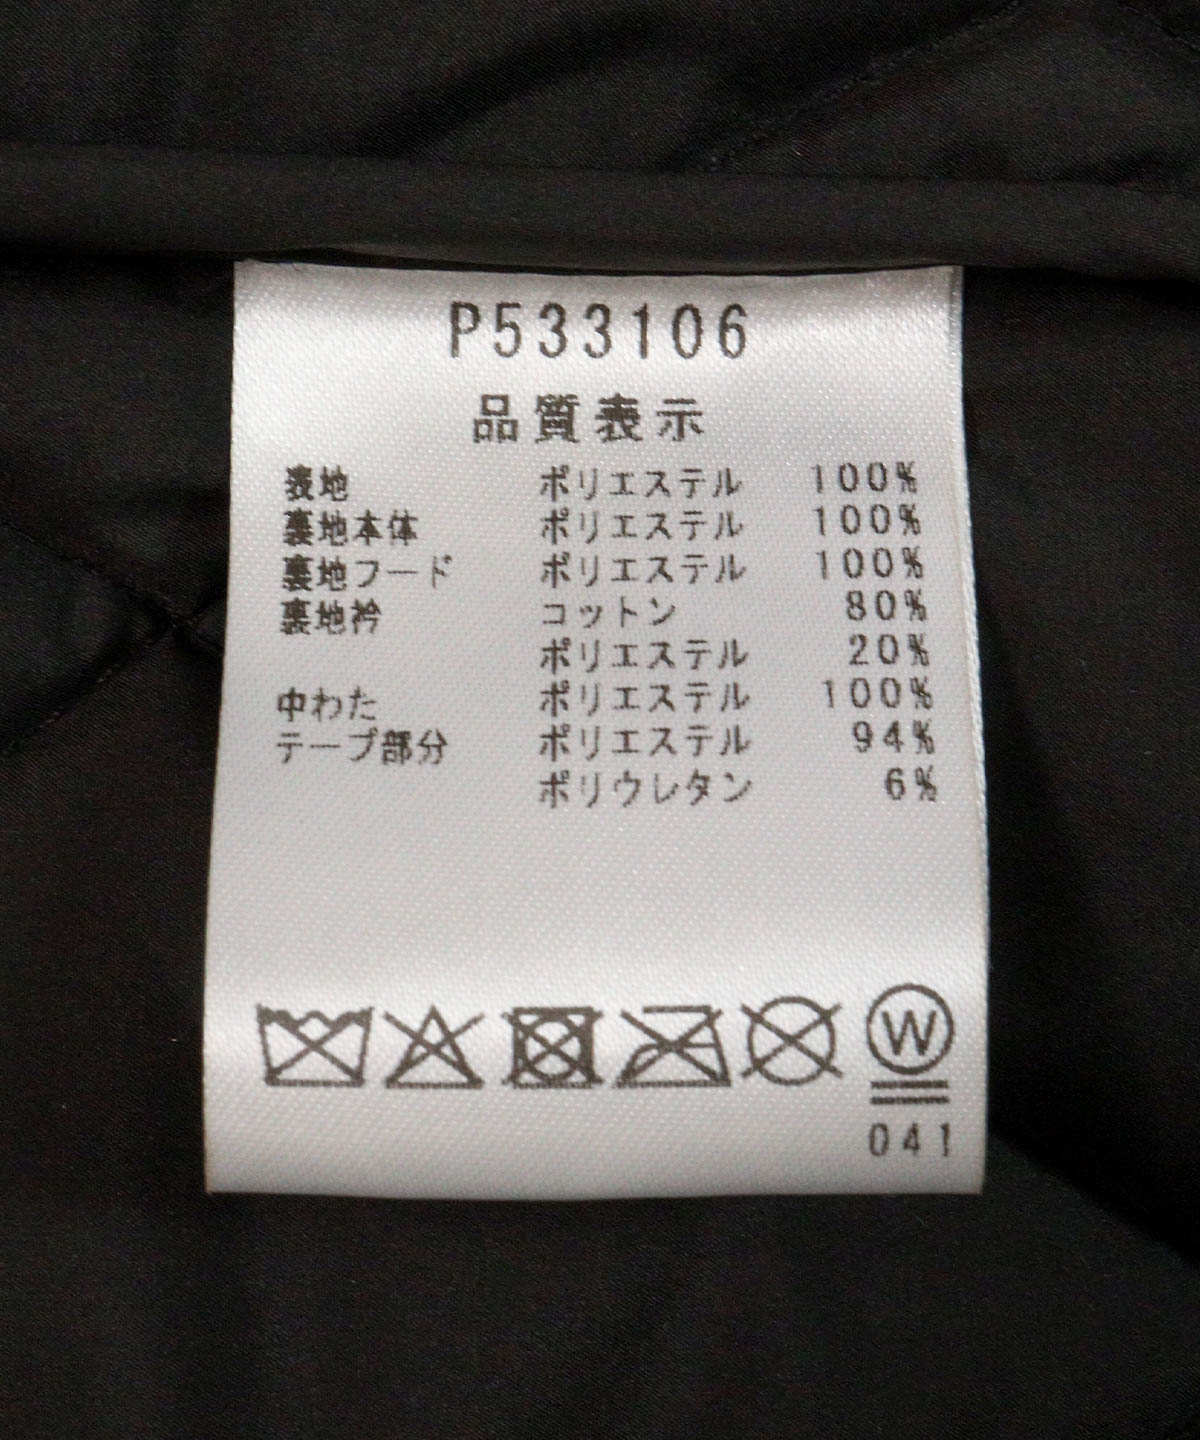 P533106
品質表示
表地 ポリエステル 100%
裏地本体 ポリエステル 100%
裏地フード ポリエステル 100%
裏地衿 コットン 80%
ポリエステル 20%
中わた ポリエステル 100%
テープ部分 ポリエステル 94%
ポリウレタン 6%
W
041